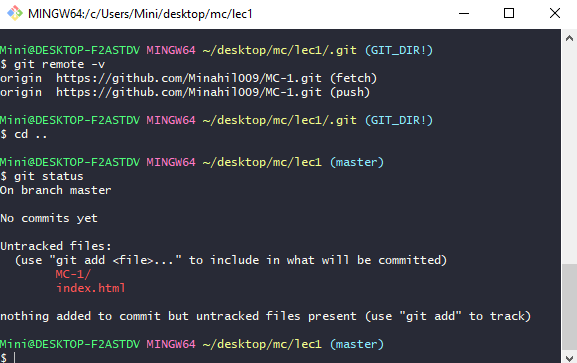 MINGW64:/c/Users/Mini/desktop/mc/lec1
Mini@DESKTOP-F2ASTDV MINGW64 ~/desktop/mc/lec1/.git (GIT_DIR!)
$ git remote -v
origin  https://github.com/Minahil009/MC-1.git (fetch)
origin  https://github.com/Minahil009/MC-1.git (push)
Mini@DESKTOP-F2ASTDV MINGW64 ~/desktop/mc/lec1/.git (GIT_DIR!)
$ cd ..
Mini@DESKTOP-F2ASTDV MINGW64 ~/desktop/mc/lec1 (master)
$ git status
On branch master
No commits yet
Untracked files:
  (use "git add <file>..." to include in what will be committed)
        MC-1/
        index.html
nothing added to commit but untracked files present (use "git add" to track)
Mini@DESKTOP-F2ASTDV MINGW64 ~/desktop/mc/lec1 (master)
$